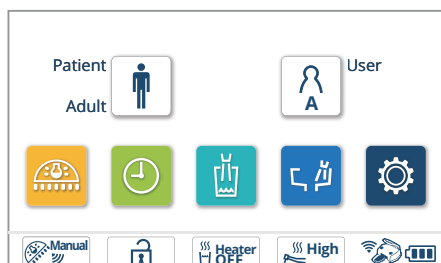 Patient
User
Adult
A
Manual
Heater
OFF
High